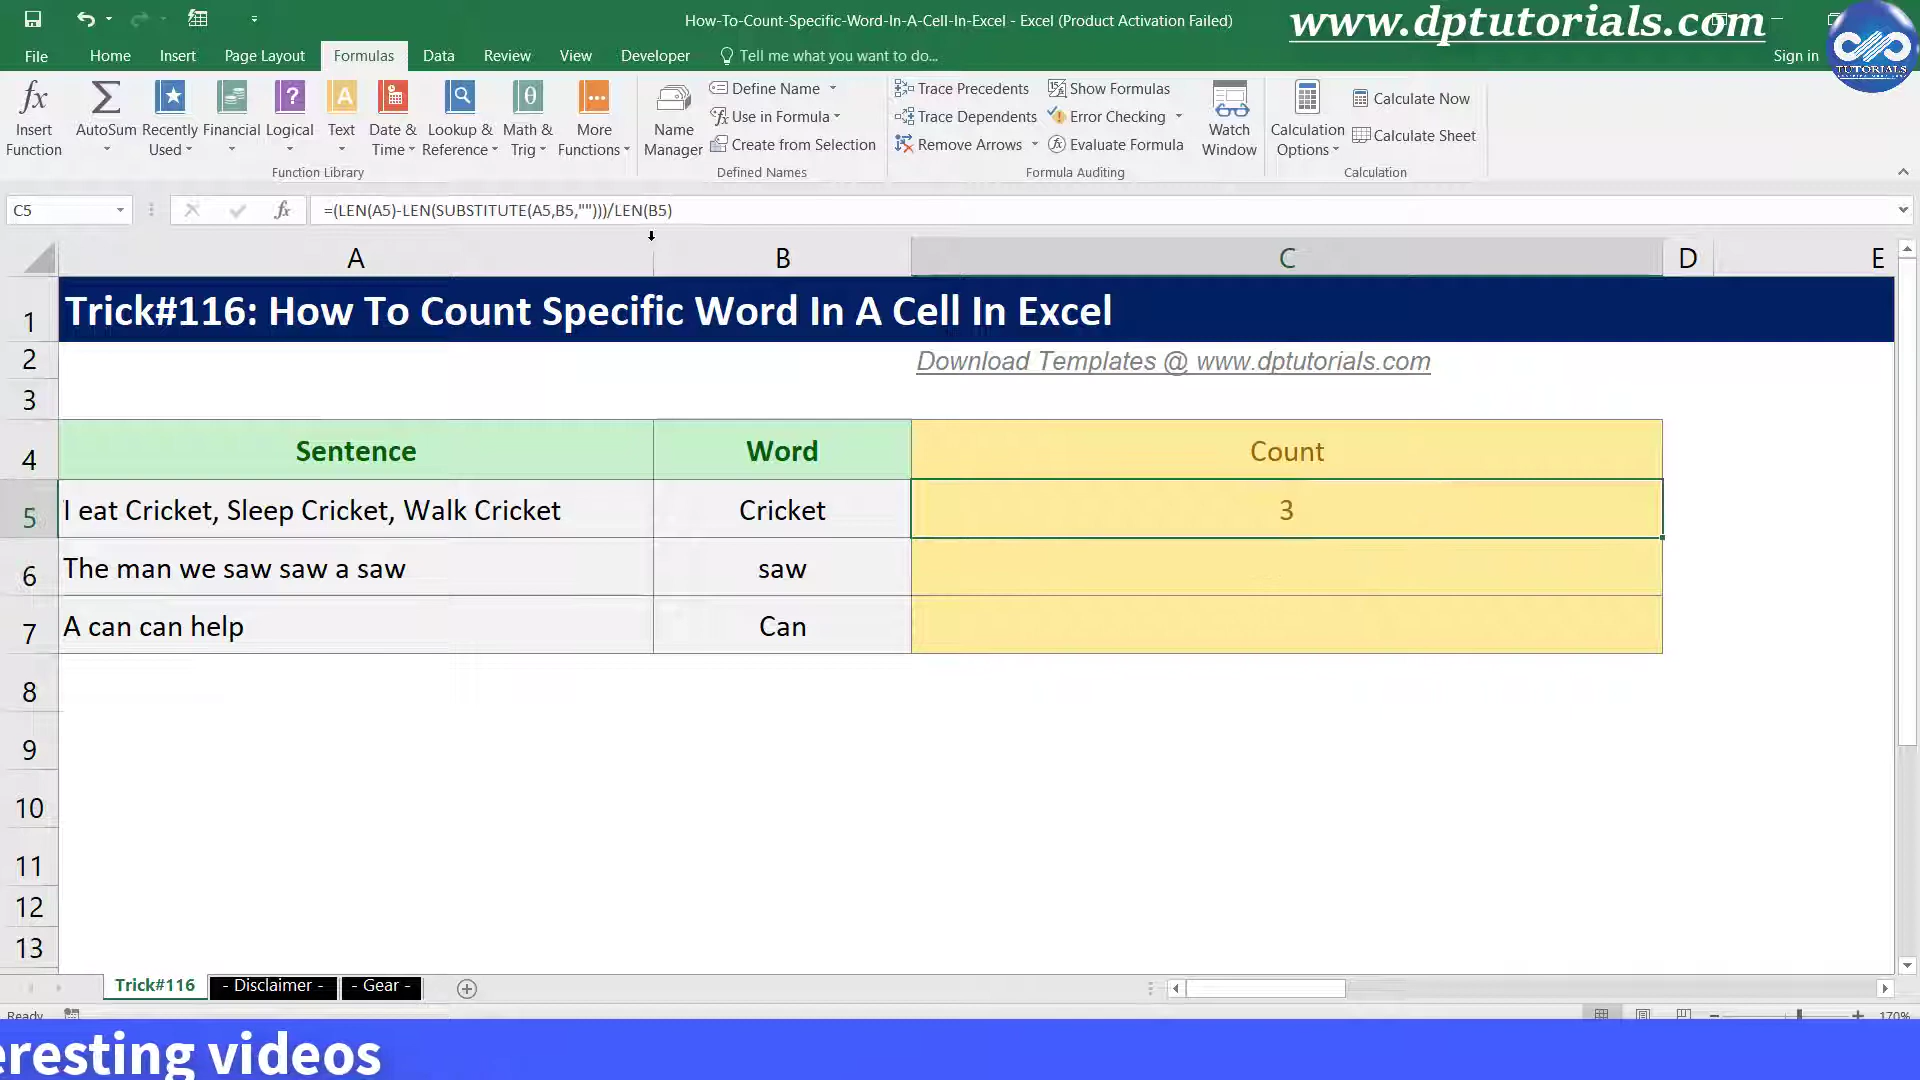 How-To-Count-Specific-Word-In-A-Cell-In-Excel - Excel (Product Activation Failed)
www.dptutorials.com
TUTORIALS
File Home Insert Page Layout Formulas Data Review View Developer Tell me what you want to do... Sign in
Insert Function
AutoSum
Recently Used
Financial
Logical
Text
Date & Time
Lookup & Reference
Math & Trig
More Functions
Function Library
Name Manager
Define Name
Use in Formula
Create from Selection
Defined Names
Trace Precedents
Trace Dependents
Remove Arrows
Show Formulas
Error Checking
Evaluate Formula
Formula Auditing
Watch Window
Calculation Options
Calculate Now
Calculate Sheet
Calculation
C5 fx =(LEN(A5)-LEN(SUBSTITUTE(A5,B5,"")))/LEN(B5)
A B C D E
1 Trick#116: How To Count Specific Word In A Cell In Excel
2 Download Templates @ www.dptutorials.com
3
4 Sentence Word Count
5 I eat Cricket, Sleep Cricket, Walk Cricket Cricket 3
6 The man we saw saw a saw saw
7 A can can help Can
8
9
10
11
12
13
Trick#116 - Disclaimer - - Gear -
Ready 170%
eresting videos